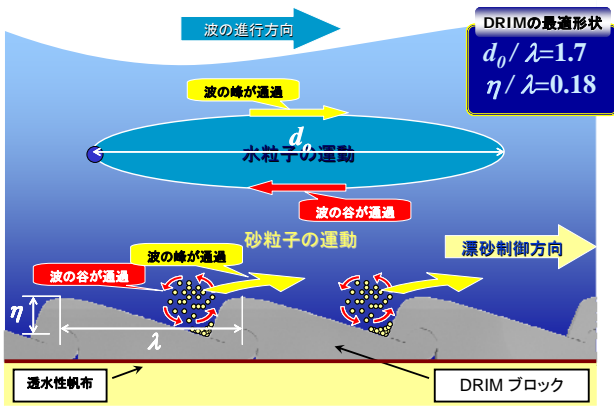 DRIMの最適形状
d0 / λ=1.7
η / λ=0.18
波の進行方向
波の峰が通過
do
水粒子の運動
波の谷が通過
砂粒子の運動
波の峰が通過
漂砂制御方向
波の谷が通過
η
λ
透水性帆布
DRIM ブロック